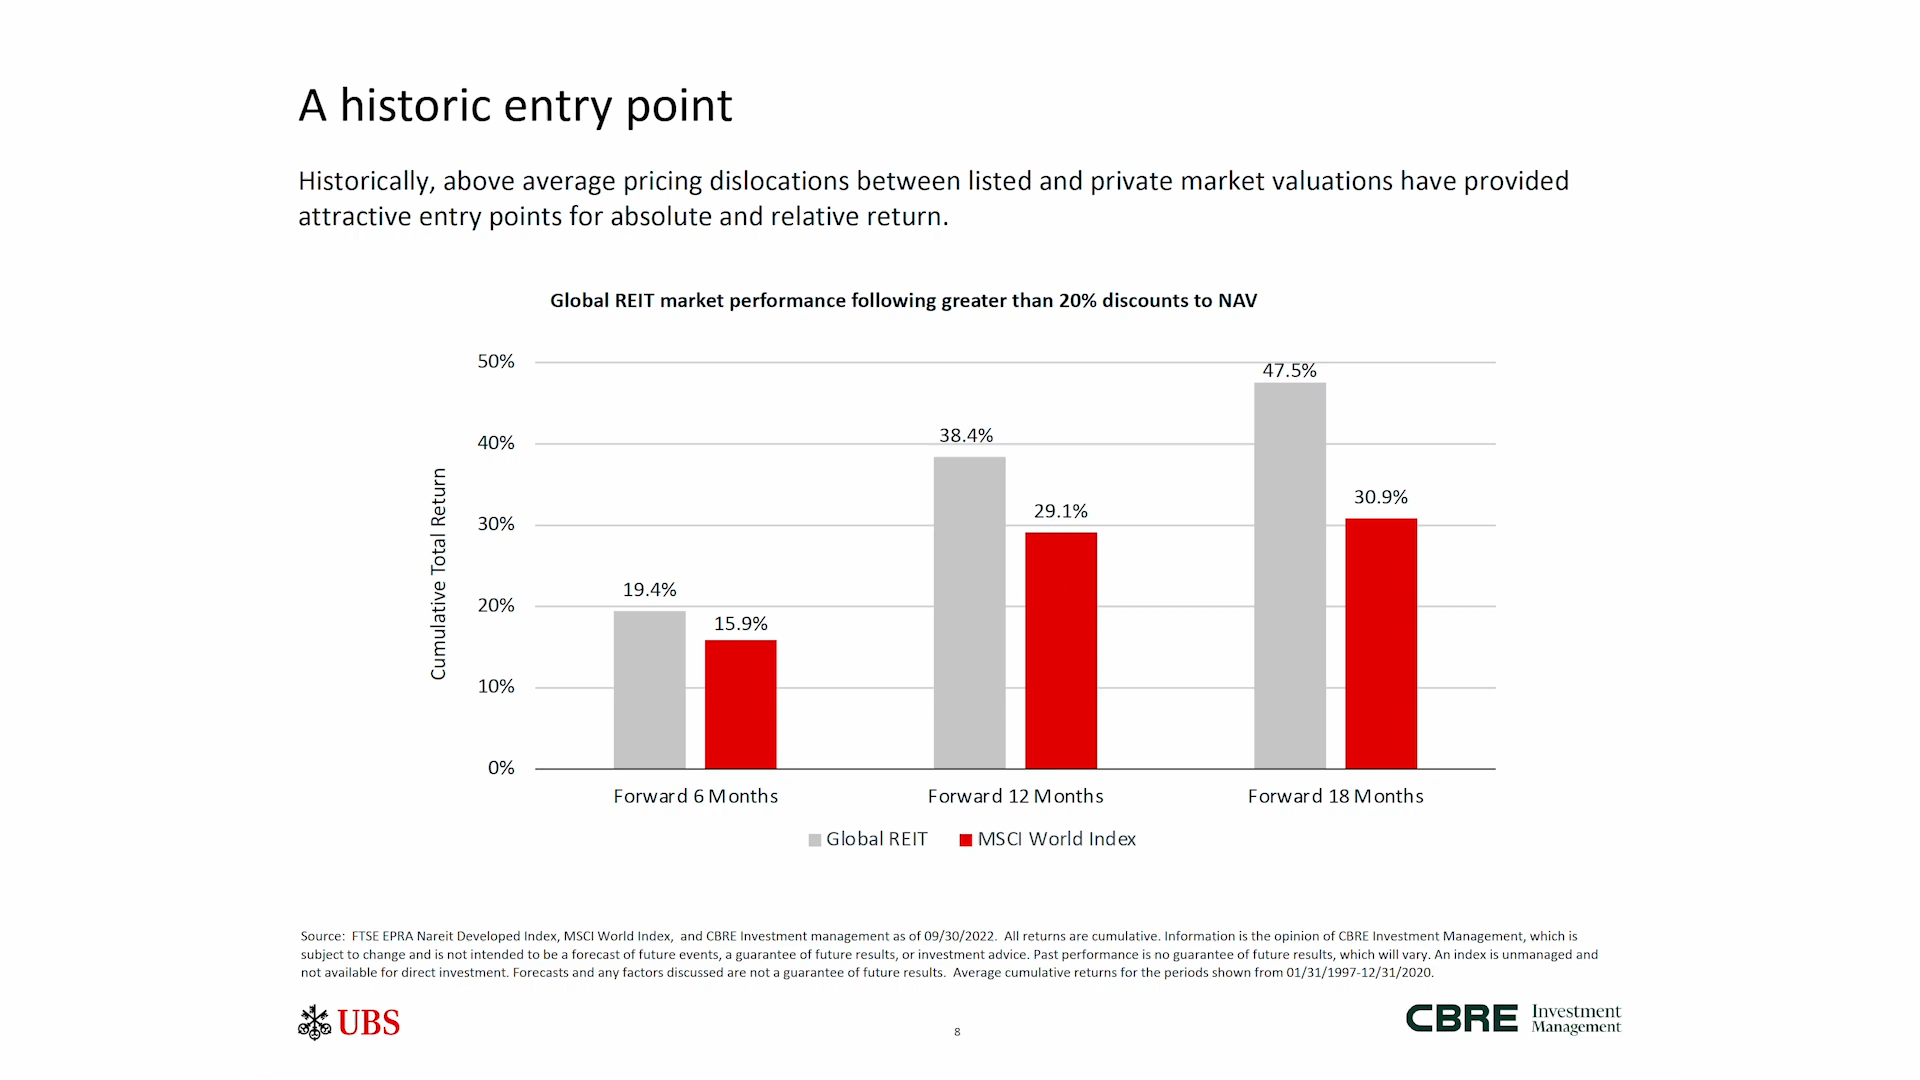 A historic entry point
Historically, above average pricing dislocations between listed and private market valuations have provided
attractive entry points for absolute and relative return.
Global REIT market performance following greater than 20% discounts to NAV
Cumulative Total Return
50%
40%
30%
20%
10%
0%
19.4%
15.9%
38.4%
29.1%
47.5%
30.9%
Forward 6 Months
Forward 12 Months
Forward 18 Months
Global REIT
MSCI World Index
Source: FTSE EPRA Nareit Developed Index, MSCI World Index, and CBRE Investment management as of 09/30/2022. All returns are cumulative. Information is the opinion of CBRE Investment Management, which is
subject to change and is not intended to be a forecast of future events, a guarantee of future results, or investment advice. Past performance is no guarantee of future results, which will vary. An index is unmanaged and
not available for direct investment. Forecasts and any factors discussed are not a guarantee of future results. Average cumulative returns for the periods shown from 01/31/1997-12/31/2020.
UBS
8
CBRE Investment
Management